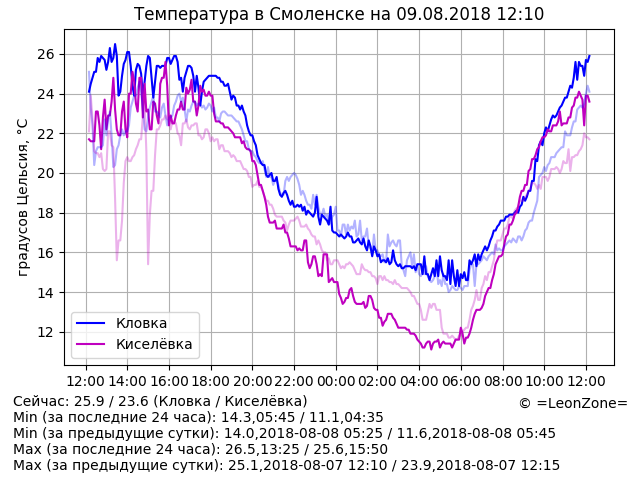 Температура в Смоленске на 09.08.2018 12:10
градусов Цельсия, °C
26
24
22
20
18
16
14
12
Кловка
Киселёвка
12:00 14:00 16:00 18:00 20:00 22:00 00:00 02:00 04:00 06:00 08:00 10:00 12:00
Сейчас: 25.9 / 23.6 (Кловка / Киселёвка)
© =LeonZone=
Min (за последние 24 часа): 14.3,05:45 / 11.1,04:35
Min (за предыдущие сутки): 14.0,2018-08-08 05:25 / 11.6,2018-08-08 05:45
Max (за последние 24 часа): 26.5,13:25 / 25.6,15:50
Max (за предыдущие сутки): 25.1,2018-08-07 12:10 / 23.9,2018-08-07 12:15